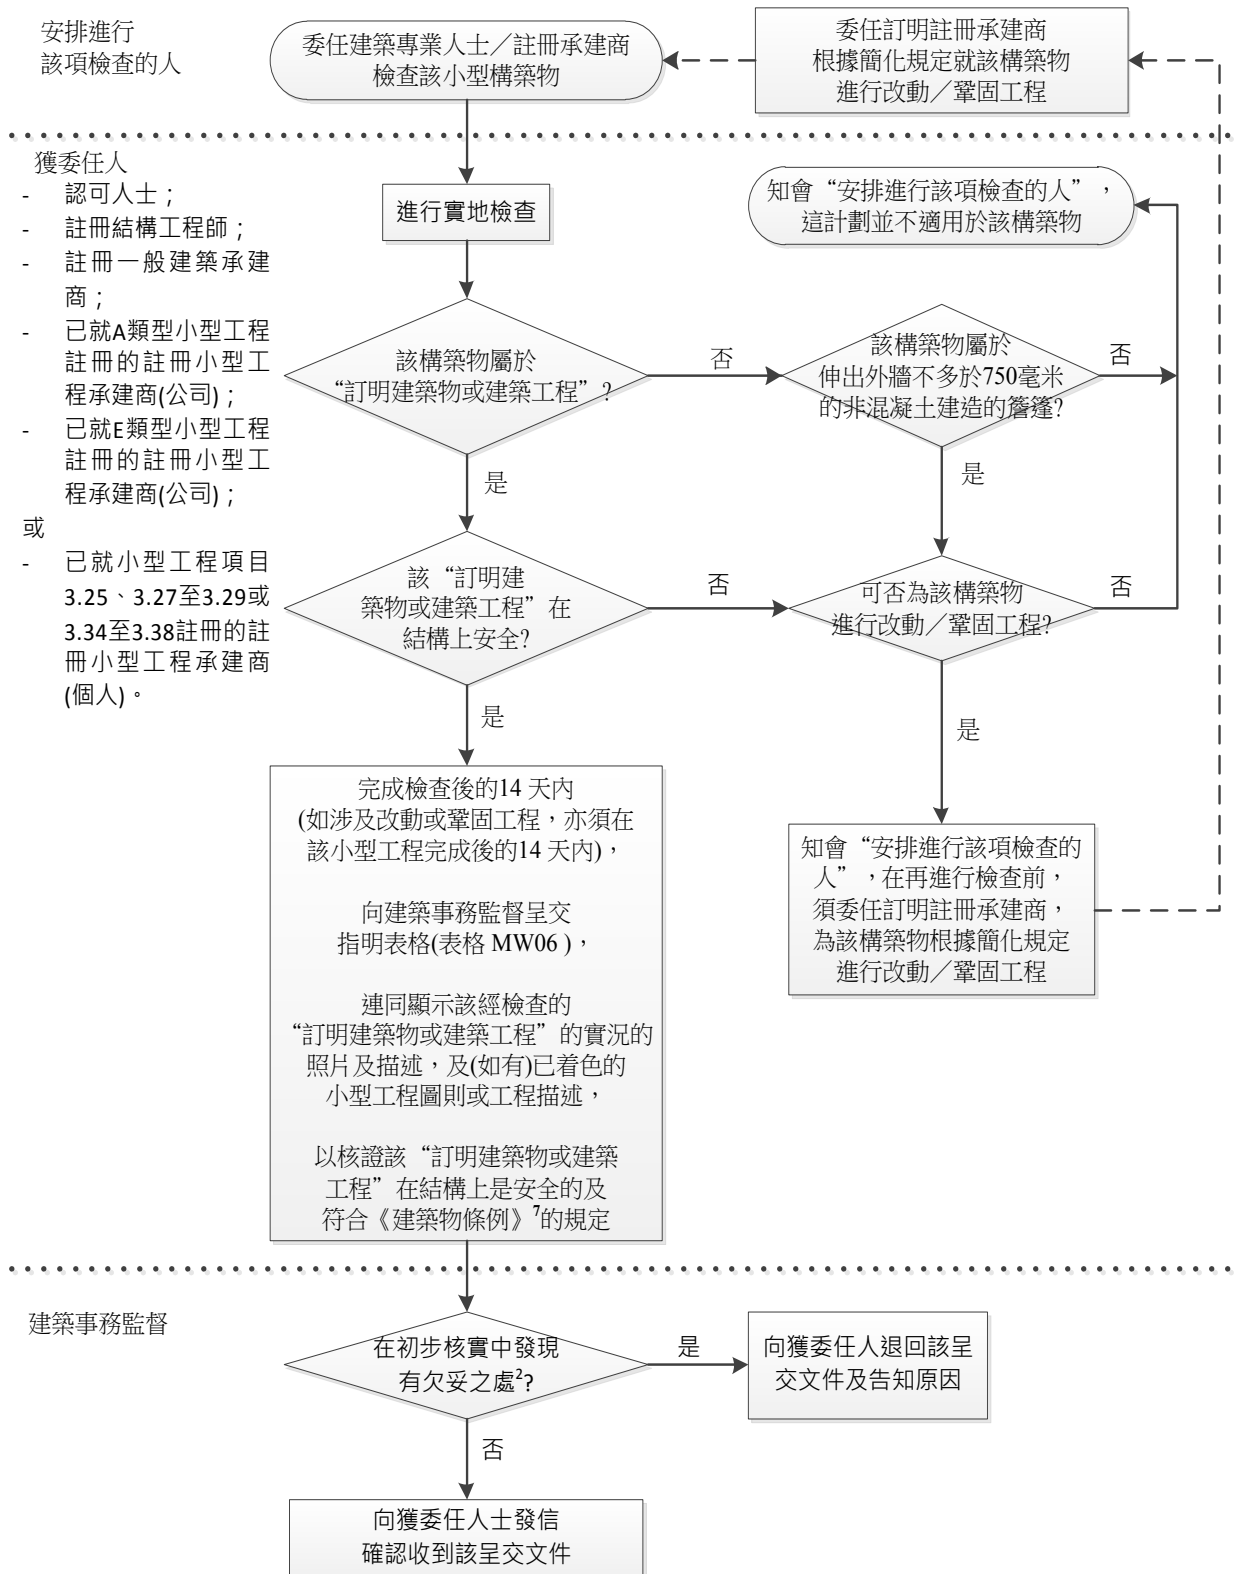 安排進行
該項檢查的人
委任建築專業人士／註冊承建商
檢查該小型構築物
委任訂明註冊承建商
根據簡化規定就該構築物
進行改動／鞏固工程
獲委任人
- 認可人士；
- 註冊結構工程師；
- 註冊一般建築承建
商；
- 已就A類型小型工程
註冊的註冊小型工
程承建商(公司)；
- 已就E類型小型工程
註冊的註冊小型工
程承建商(公司)；
或
- 已就小型工程項目
3.25、3.27至3.29或
3.34至3.38註冊的註
冊小型工程承建商
(個人)。
進行實地檢查
知會“安排進行該項檢查的人”，
這計劃並不適用於該構築物
該構築物屬於
“訂明建築物或建築工程”？
否
該構築物屬於
伸出外牆不多於750毫米
的非混凝土建造的簷篷?
否
是
是
該“訂明建
築物或建築工程”在
結構上安全?
否
可否為該構築物
進行改動／鞏固工程?
否
是
是
完成檢查後的14 天內
(如涉及改動或鞏固工程，亦須在
該小型工程完成後的14 天內)，
向建築事務監督呈交
指明表格(表格 MW06 )，
連同顯示該經檢查的
“訂明建築物或建築工程”的實況的
照片及描述，及(如有)已着色的
小型工程圖則或工程描述，
以核證該“訂明建築物或建築
工程”在結構上是安全的及
符合《建築物條例》7的規定
知會“安排進行該項檢查的
人”，在再進行檢查前，
須委任訂明註冊承建商，
為該構築物根據簡化規定
進行改動／鞏固工程
建築事務監督
在初步核實中發現
有欠妥之處2?
是
向獲委任人退回該呈
交文件及告知原因
否
向獲委任人士發信
確認收到該呈交文件